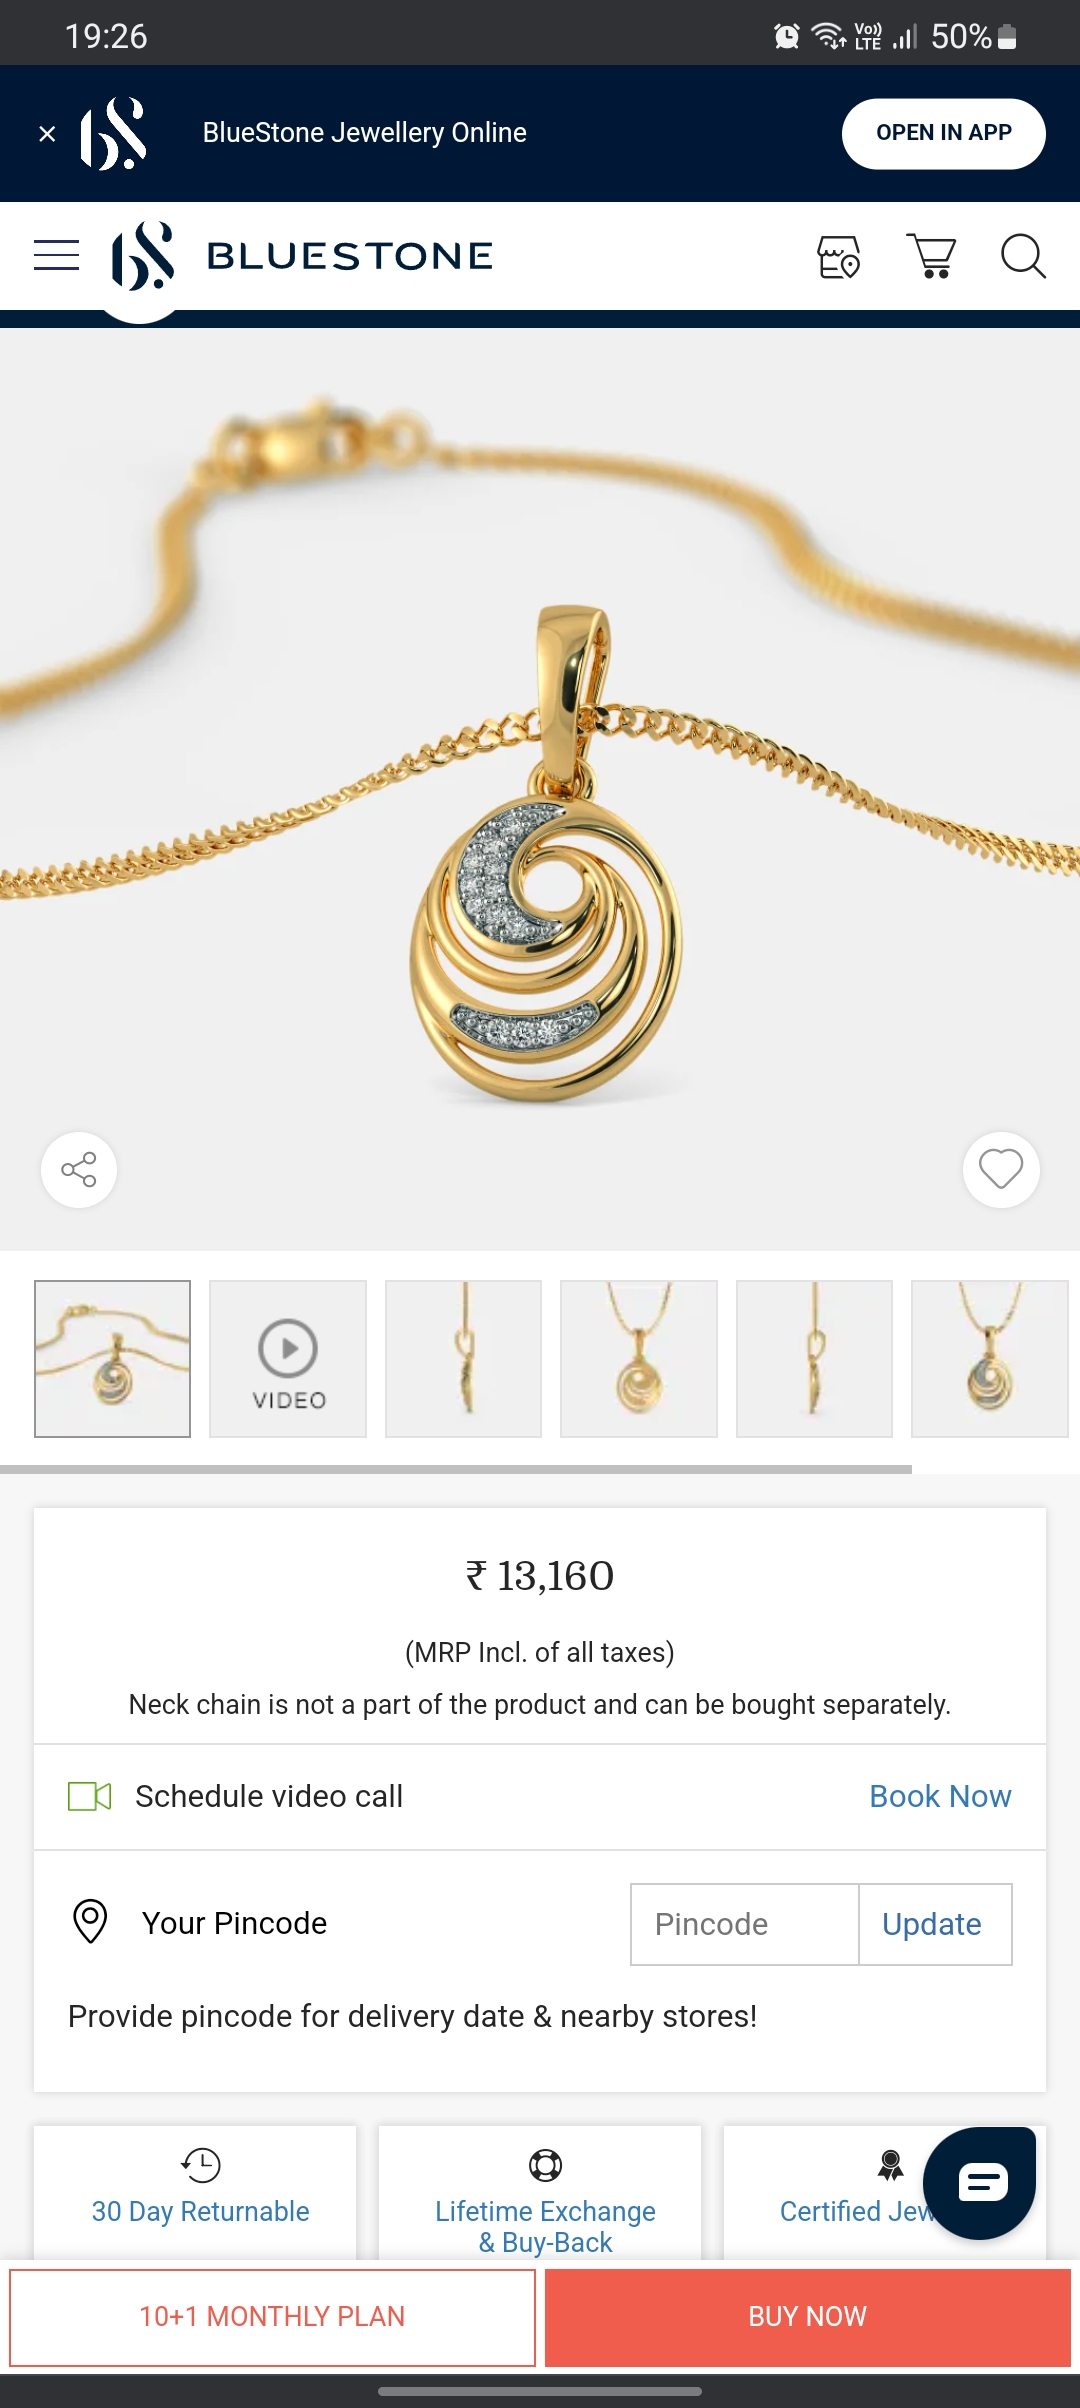 19:26
Vo)) LTE
50%
BlueStone Jewellery Online
OPEN IN APP
BLUESTONE
VIDEO
₹ 13,160
(MRP Incl. of all taxes)
Neck chain is not a part of the product and can be bought separately.
Schedule video call
Book Now
Your Pincode
Pincode
Update
Provide pincode for delivery date & nearby stores!
30 Day Returnable
Lifetime Exchange
& Buy-Back
Certified Jew
10+1 MONTHLY PLAN
BUY NOW